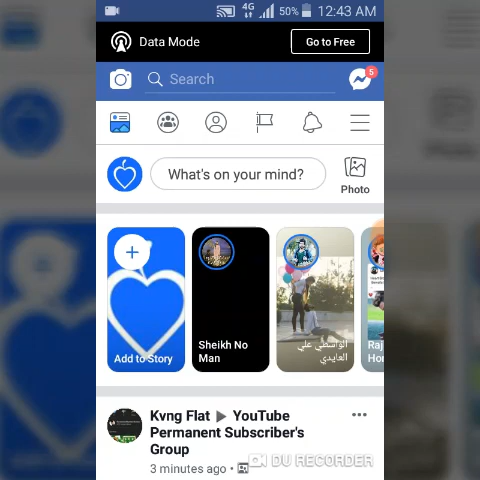 4G 50% 12:43 AM
Data Mode
Go to Free
Search
5
What's on your mind?
Photo
Add to Story
Sheikh No
Man
الواسطي علي
العايدي
Raj
Ho
Kvng Flat ▶ YouTube
Permanent Subscriber's
Group
3 minutes ago •
DU RECORDER